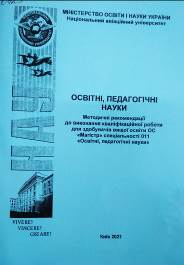 МІНІСТЕРСТВО ОСВІТИ І НАУКИ УКРАЇНИ
Національний авіаційний університет
НАУ
ОСВІТНІ, ПЕДАГОГІЧНІ
НАУКИ
Методичні рекомендації
до виконання кваліфікаційної роботи
для здобувачів вищої освіти ОС
«Магістр» спеціальності 011
«Освітні, педагогічні науки»
VIVERE!
VINCERE!
CREARE!
Київ 2021